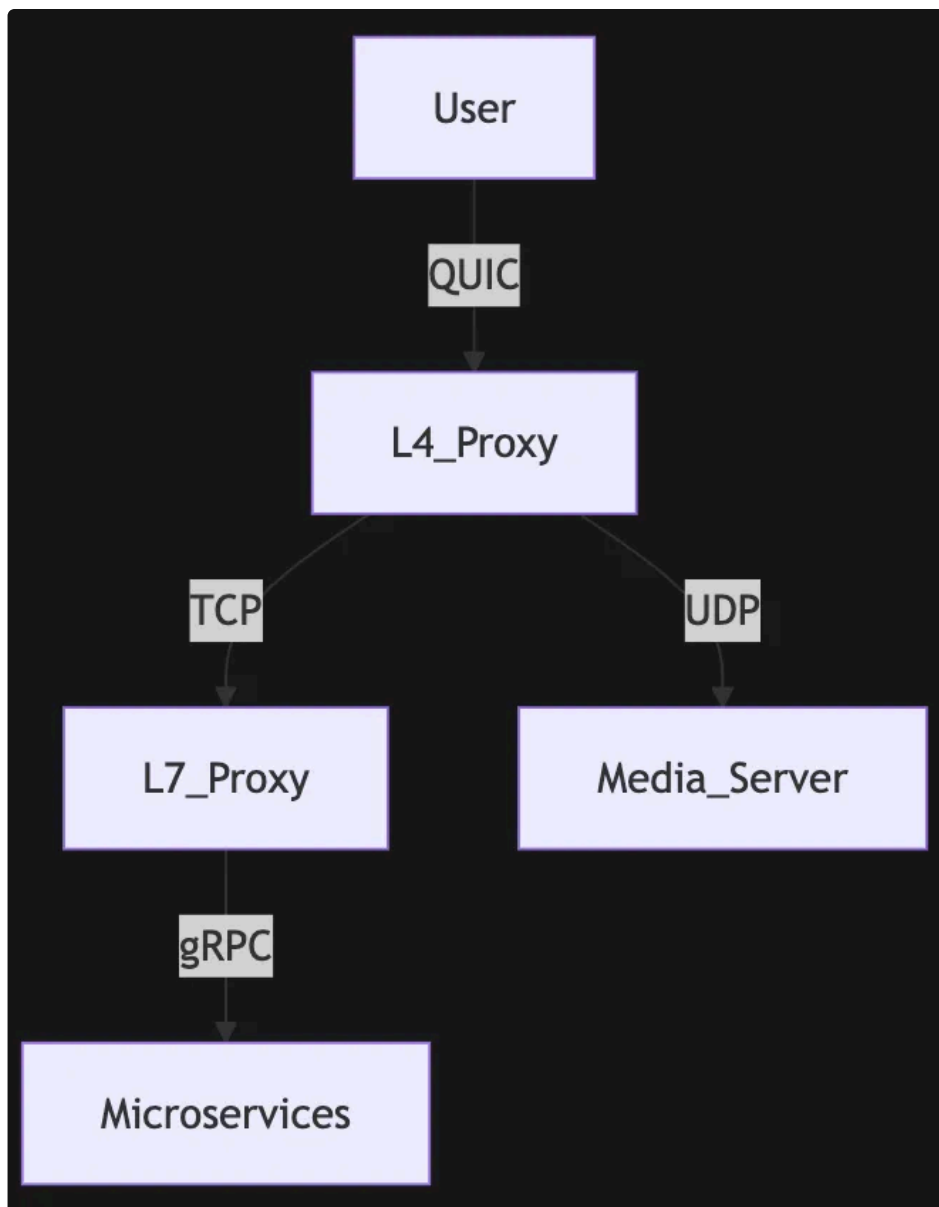 User
QUIC
L4_Proxy
TCP
UDP
L7_Proxy
Media_Server
gRPC
Microservices